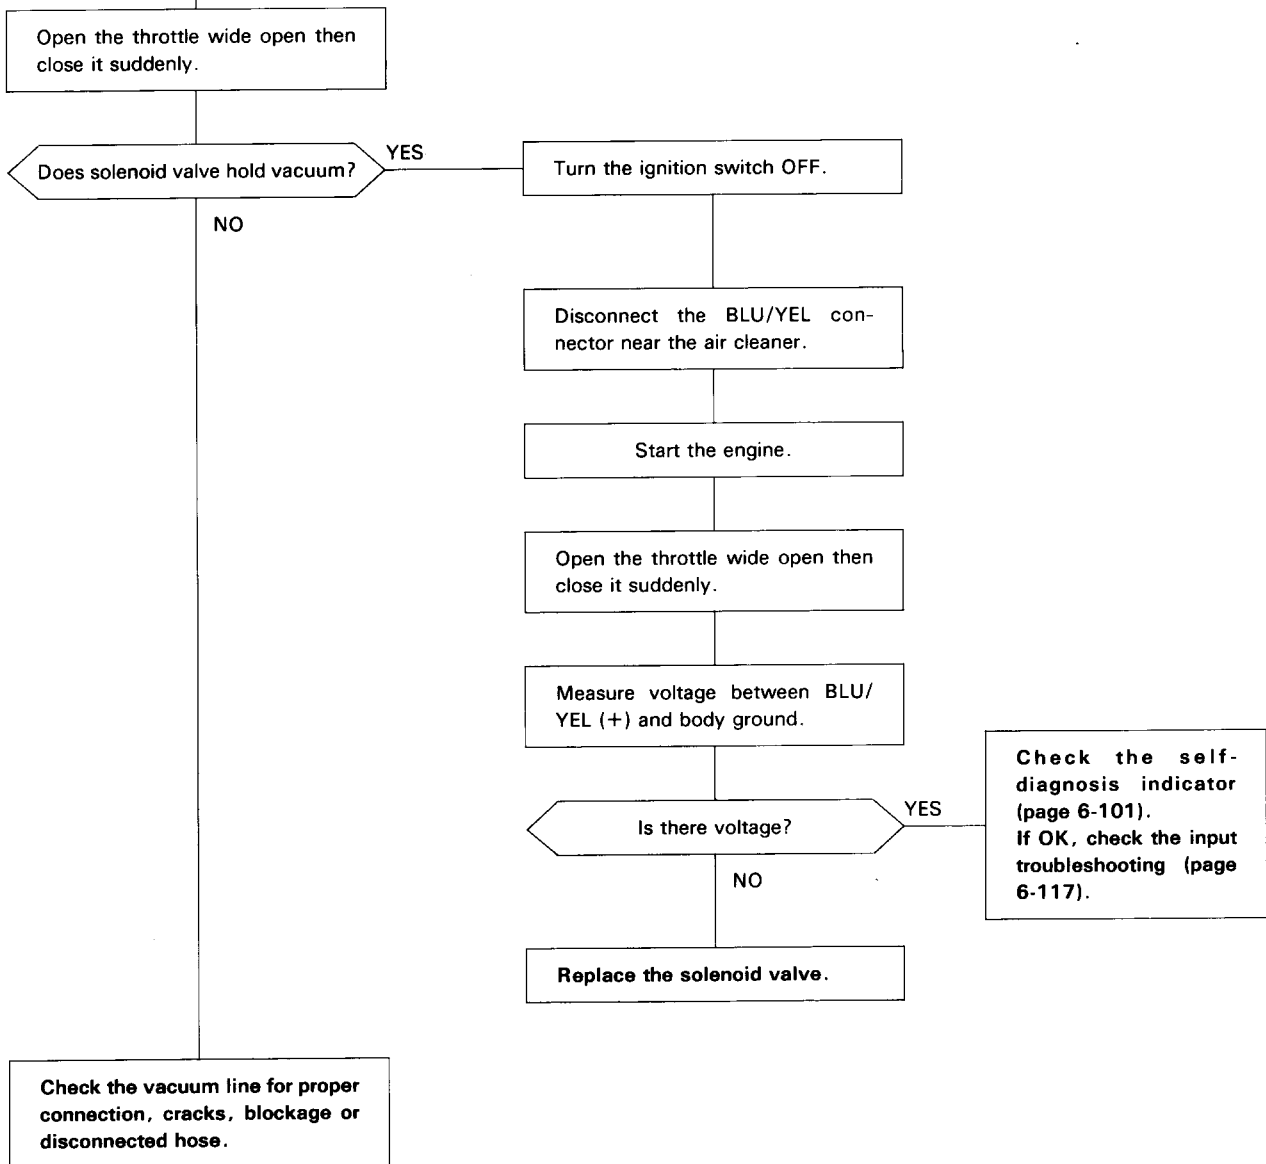 Open the throttle wide open then
close it suddenly.
Does solenoid valve hold vacuum?
YES
NO
Turn the ignition switch OFF.
Disconnect the BLU/YEL con-
nector near the air cleaner.
Start the engine.
Open the throttle wide open then
close it suddenly.
Measure voltage between BLU/
YEL (+) and body ground.
Is there voltage?
YES
NO
Check the self-
diagnosis indicator
(page 6-101).
If OK, check the input
troubleshooting (page
6-117).
Replace the solenoid valve.
Check the vacuum line for proper
connection, cracks, blockage or
disconnected hose.